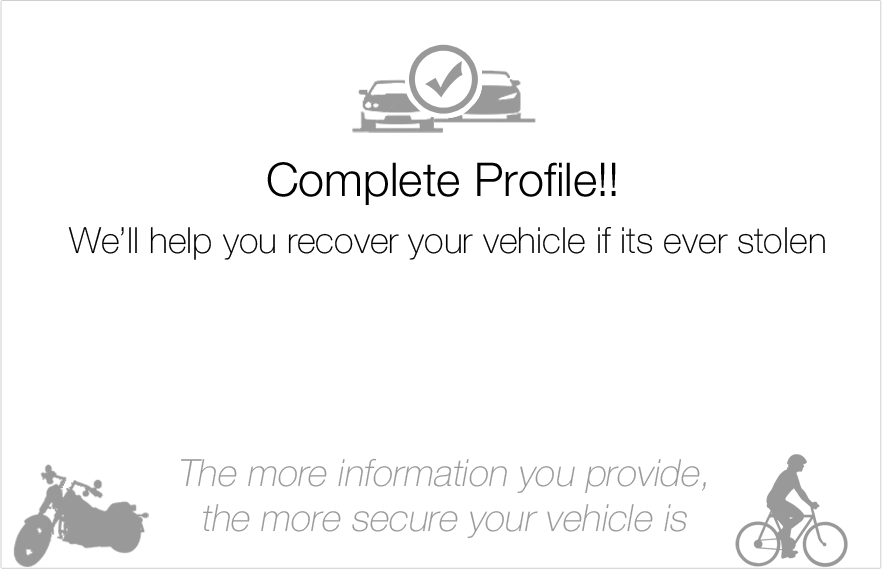 Complete Profile!!
We’ll help you recover your vehicle if its ever stolen
The more information you provide,
the more secure your vehicle is